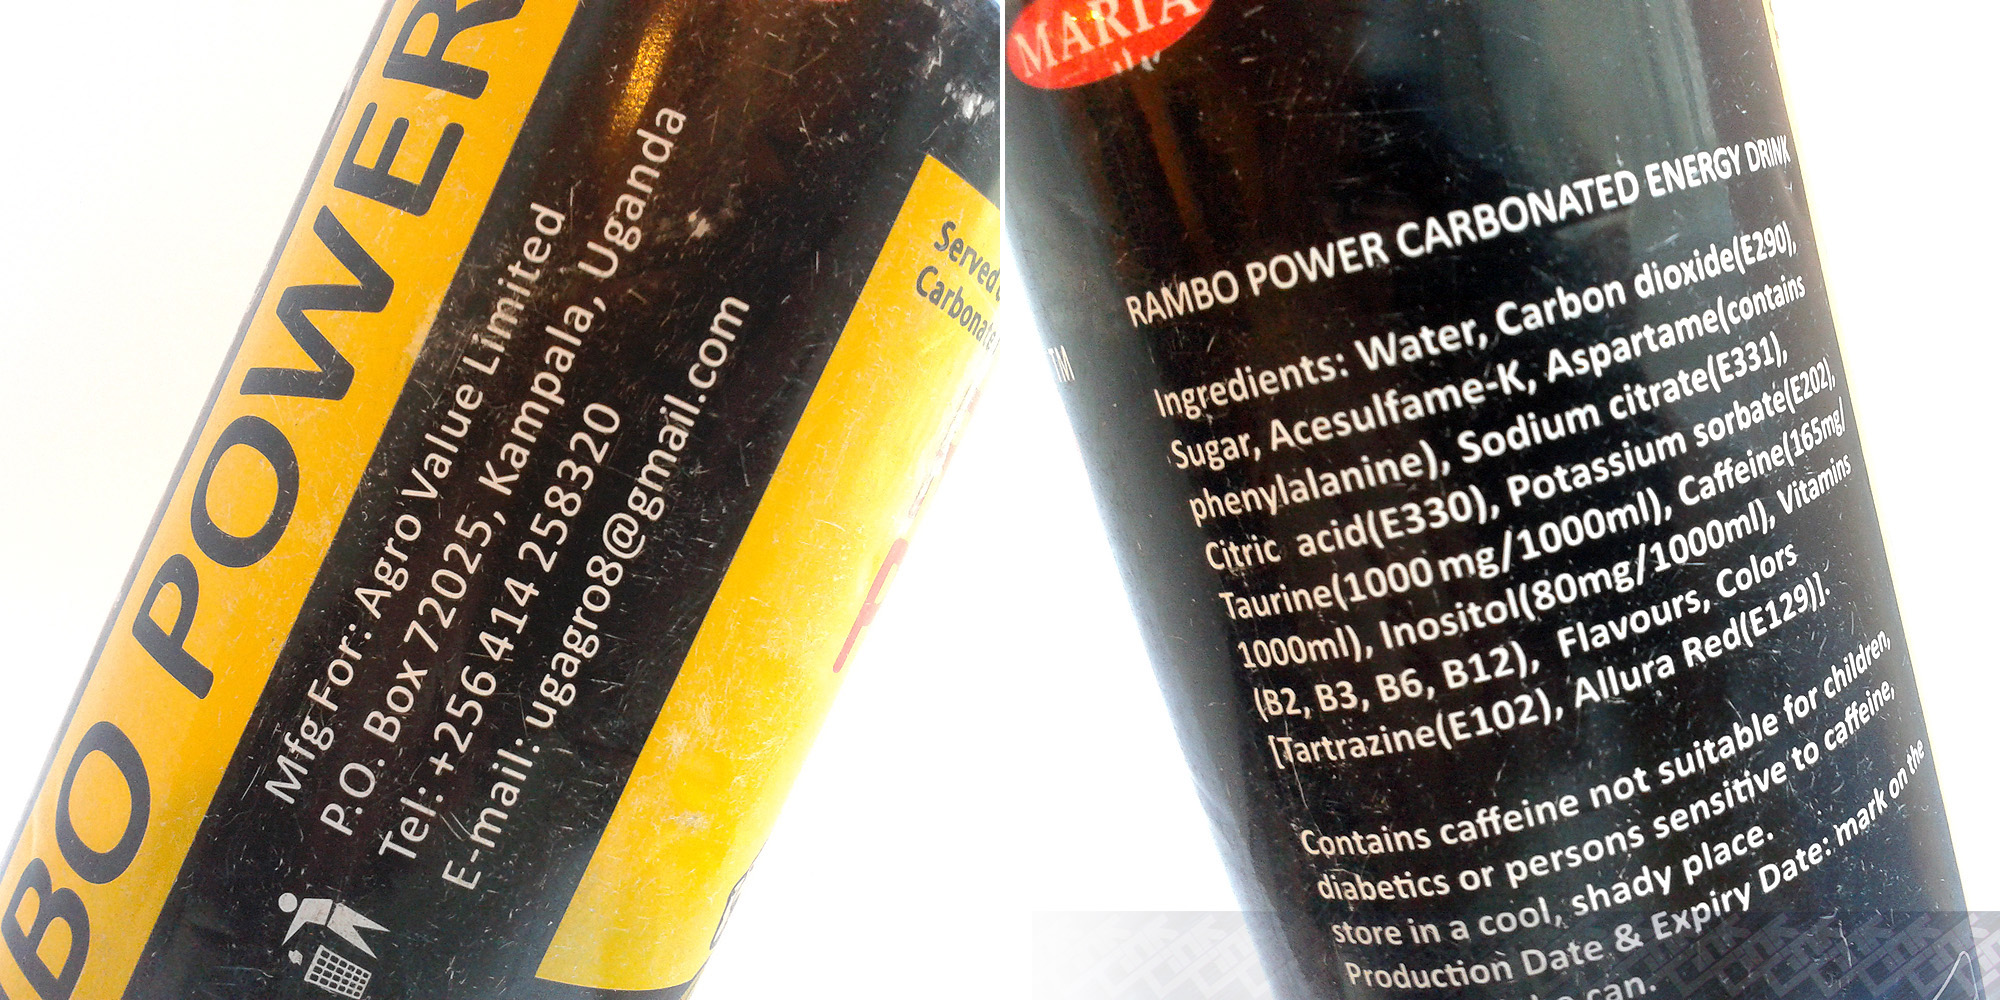 BO POWER
Mfg For: Agro Value Limited
P.O. Box 72025, Kampala, Uganda
Tel: +256 414 258320
E-mail: ugagro8@gmail.com
Served
Carbonate
MARIA
TM
RAMBO POWER CARBONATED ENERGY DRINK
Ingredients: Water, Carbon dioxide(E290),
Sugar, Acesulfame-K, Aspartame(contains
phenylalanine), Sodium citrate(E331),
Citric acid(E330), Potassium sorbate(E202),
Taurine(1000 mg/1000ml), Caffeine(165mg/
1000ml), Inositol(80mg/1000ml), Vitamins
(B2, B3, B6, B12), Flavours, Colors
[Tartrazine(E102), Allura Red(E129)].
Contains caffeine not suitable for children,
diabetics or persons sensitive to caffeine,
store in a cool, shady place.
Production Date & Expiry Date: mark on the
can.